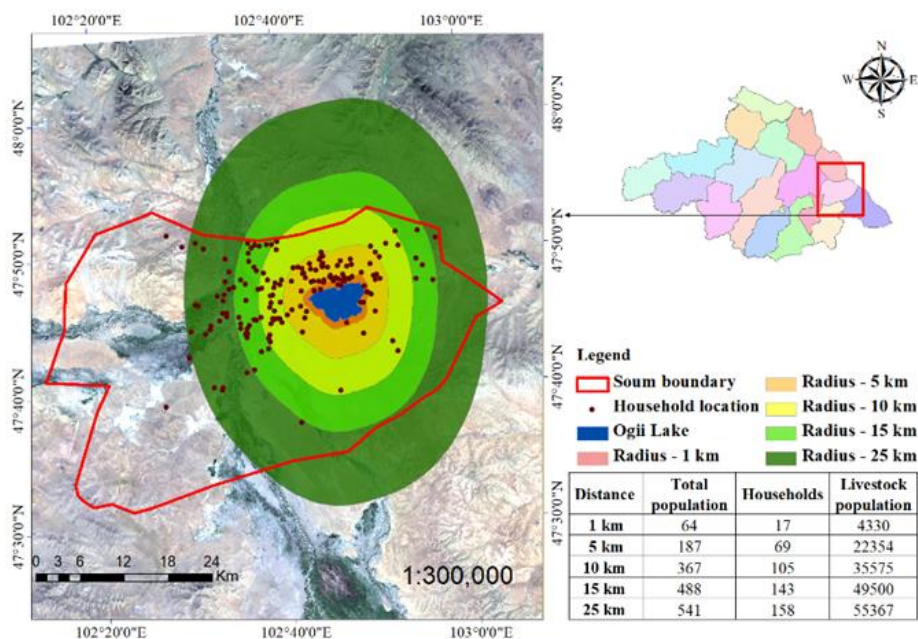 102°20'0"E 102°40'0"E 103°0'0"E
48°0'0"N
47°50'0"N
47°40'0"N
47°30'0"N
48°0'0"N
47°50'0"N
47°40'0"N
47°30'0"N
0 3 6 12 18 24
Km
1:300,000
102°20'0"E 102°40'0"E 103°0'0"E
N
W E
S
Legend
Soum boundary
Household location
Ogii Lake
Radius - 1 km
Radius - 5 km
Radius - 10 km
Radius - 15 km
Radius - 25 km
Distance Total population Households Livestock population
1 km 64 17 4330
5 km 187 69 22354
10 km 367 105 35575
15 km 488 143 49500
25 km 541 158 55367